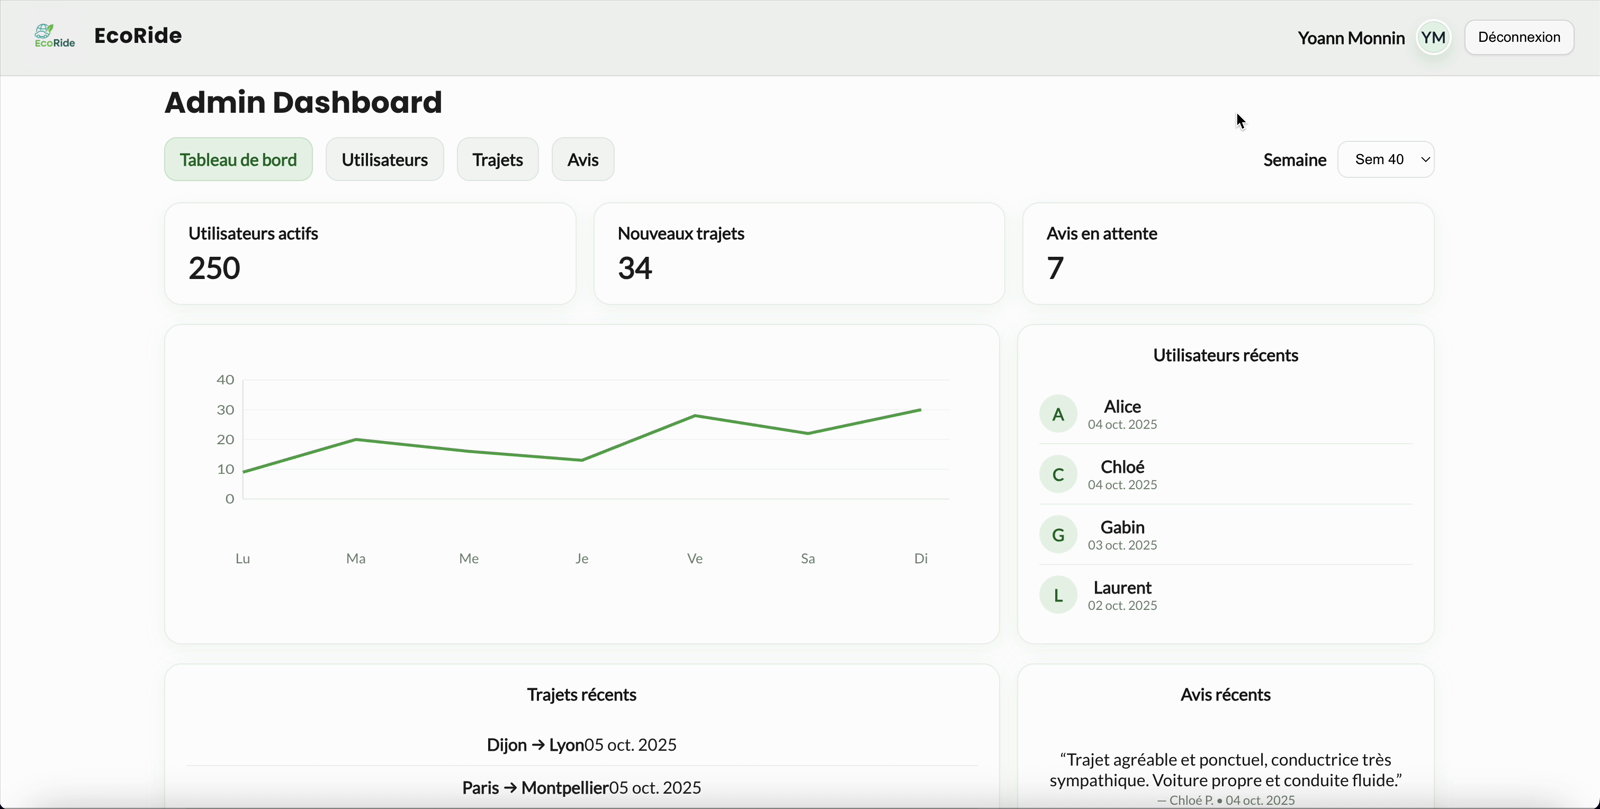 EcoRide
EcoRide
Yoann Monnin
YM
Déconnexion
Admin Dashboard
Tableau de bord
Utilisateurs
Trajets
Avis
Semaine
Sem 40
Utilisateurs actifs
250
Nouveaux trajets
34
Avis en attente
7
40
30
20
10
0
Lu
Ma
Me
Je
Ve
Sa
Di
Utilisateurs récents
A
Alice
04 oct. 2025
C
Chloé
04 oct. 2025
G
Gabin
03 oct. 2025
L
Laurent
02 oct. 2025
Trajets récents
Dijon → Lyon05 oct. 2025
Paris → Montpellier05 oct. 2025
Avis récents
“Trajet agréable et ponctuel, conductrice très
sympathique. Voiture propre et conduite fluide.”
— Chloé P. • 04 oct. 2025